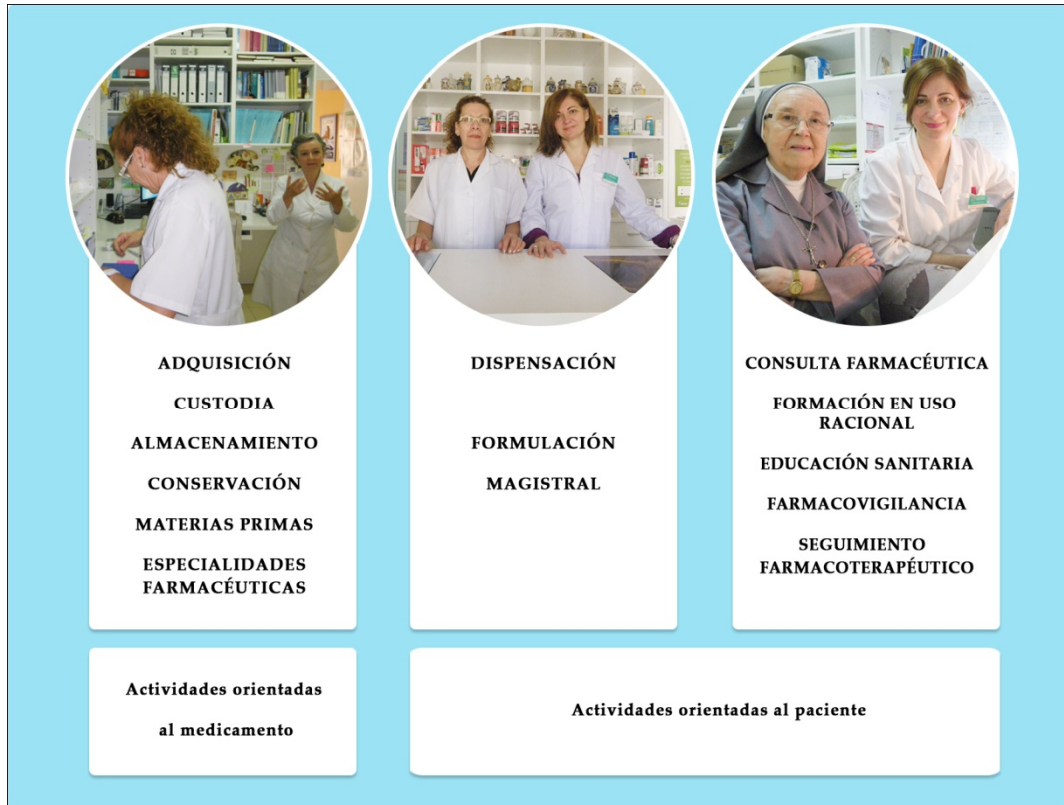 ADQUISICIÓN
CUSTODIA
ALMACENAMIENTO
CONSERVACIÓN
MATERIAS PRIMAS
ESPECIALIDADES
FARMACÉUTICAS
DISPENSACIÓN
FORMULACIÓN
MAGISTRAL
CONSULTA FARMACÉUTICA
FORMACIÓN EN USO
RACIONAL
EDUCACIÓN SANITARIA
FARMACOVIGILANCIA
SEGUIMIENTO
FARMACOTERAPÉUTICO
Actividades orientadas
al medicamento
Actividades orientadas al paciente